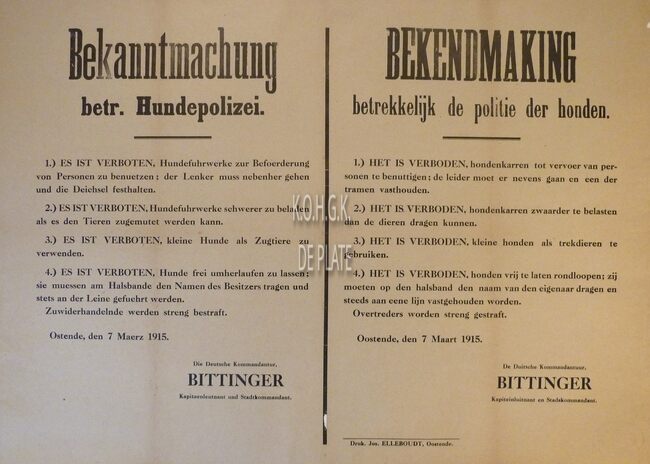 Bekanntmachung
betr. Hundepolizei.
1.) ES IST VERBOTEN, Hundefuhrwerke zur Befoerderung
von Personen zu benuetzen; der Lenker muss nebenher gehen
und die Deichsel festhalten.
2.) ES IST VERBOTEN, Hundefuhrwerk schwerer zu beladen
als es den Tieren zugemutet werden kann.
3.) ES IST VERBOTEN, kleine Hunde als Zugtiere zu
verwenden.
4.) ES IST VERBOTEN, Hunde frei umherlaufen zu lassen;
sie muessen am Halsbande den Namen des Besitzers tragen und
stets an der Leine gefuehrt werden.
Zuwiderhandelnde werden streng bestraft.
Ostende, den 7 Maerz 1915.
Die Deutsche Kommandantur,
BITTINGER
Kapitaenleutnant und Stadtkommandant.
BEKENDMAKING
betrekkelijk de politie der honden.
1.) HET IS VERBODEN, hondenkarren tot vervoer van per-
sonen te benuttigen; de leider moet er nevens gaan en een der
tramen vasthouden.
2.) HET IS VERBODEN, hondenkarren zwaarder te belasten
dan de dieren dragen kunnen.
3.) HET IS VERBODEN, kleine honden als trekdieren te
gebruiken.
4.) HET IS VERBODEN, honden vrij te laten rondloopen; zij
moeten op den halsband den naam van den eigenaar dragen en
steeds aan eene lijn vastgehouden worden.
Overtreders worden streng gestraft.
Oostende, den 7 Maart 1915.
De Duitsche Kommandantuur,
BITTINGER
Kapiteinluitnant en Stadskommandant.
Druk. Jos. ELLEBOUDT, Oostende.
K.O.H.G.K.
DE PLATE